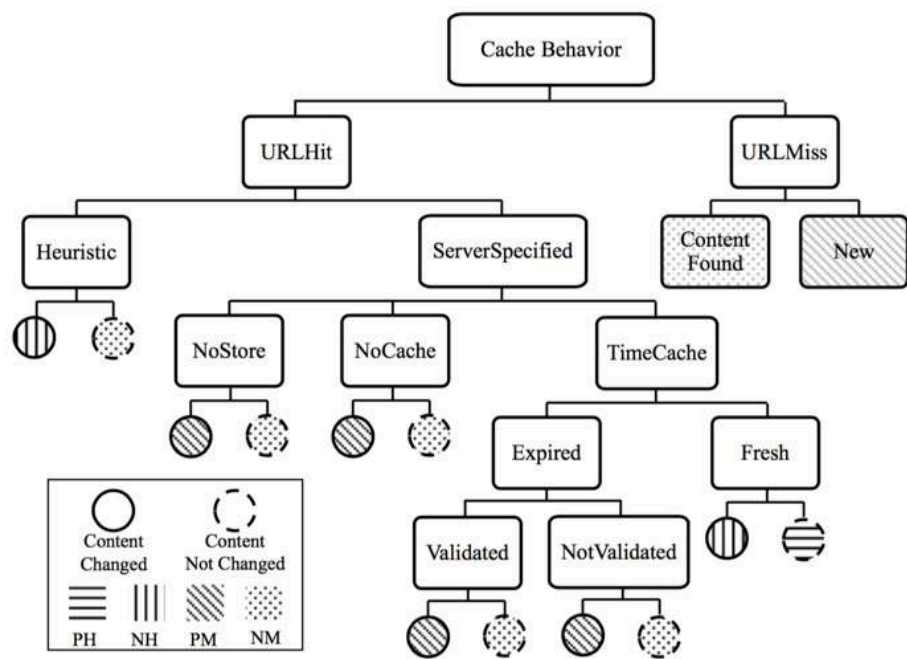 Cache Behavior
URLHit
URLMiss
Heuristic
ServerSpecified
Content
Found
New
NoStore
NoCache
TimeCache
Expired
Fresh
Validated
NotValidated
Content
Changed
Content
Not Changed
PH
NH
PM
NM